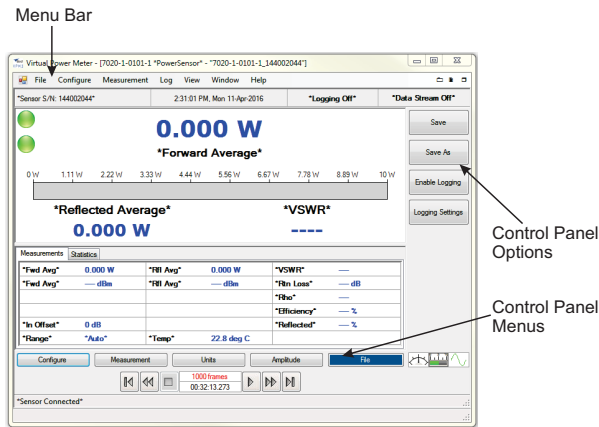 Menu Bar
Virtual Power Meter - [7020-1-0101-1 *PowerSensor* - "7020-1-0101-1_144002044"]
File Configure Measurement Log View Window Help
*Sensor S/N: 144002044* 2:31:01 PM, Mon 11-Apr-2016 *Logging Off* *Data Stream Off*
Save
0.000 W
*Forward Average*
Save As
0 W 1.11 W 2.22 W 3.33 W 4.44 W 5.56 W 6.67 W 7.78 W 8.89 W 10 W
Enable Logging
*Reflected Average* *VSWR*
Logging Settings
0.000 W ----
Control Panel
Options
Measurements Statistics
*Fwd Avg* 0.000 W *Rfl Avg* 0.000 W *VSWR* ----
*Fwd Avg* ---- dBm *Rfl Avg* ---- dBm *Rtn Loss* ---- dB
*Rho* ----
*Efficiency* ---- %
*In Offset* 0 dB *Reflected* ---- %
*Range* *Auto* *Temp* 22.8 deg C
Control Panel
Menus
Configure Measurement Units Amplitude File
1000 frames
00:32:13.273
*Sensor Connected*